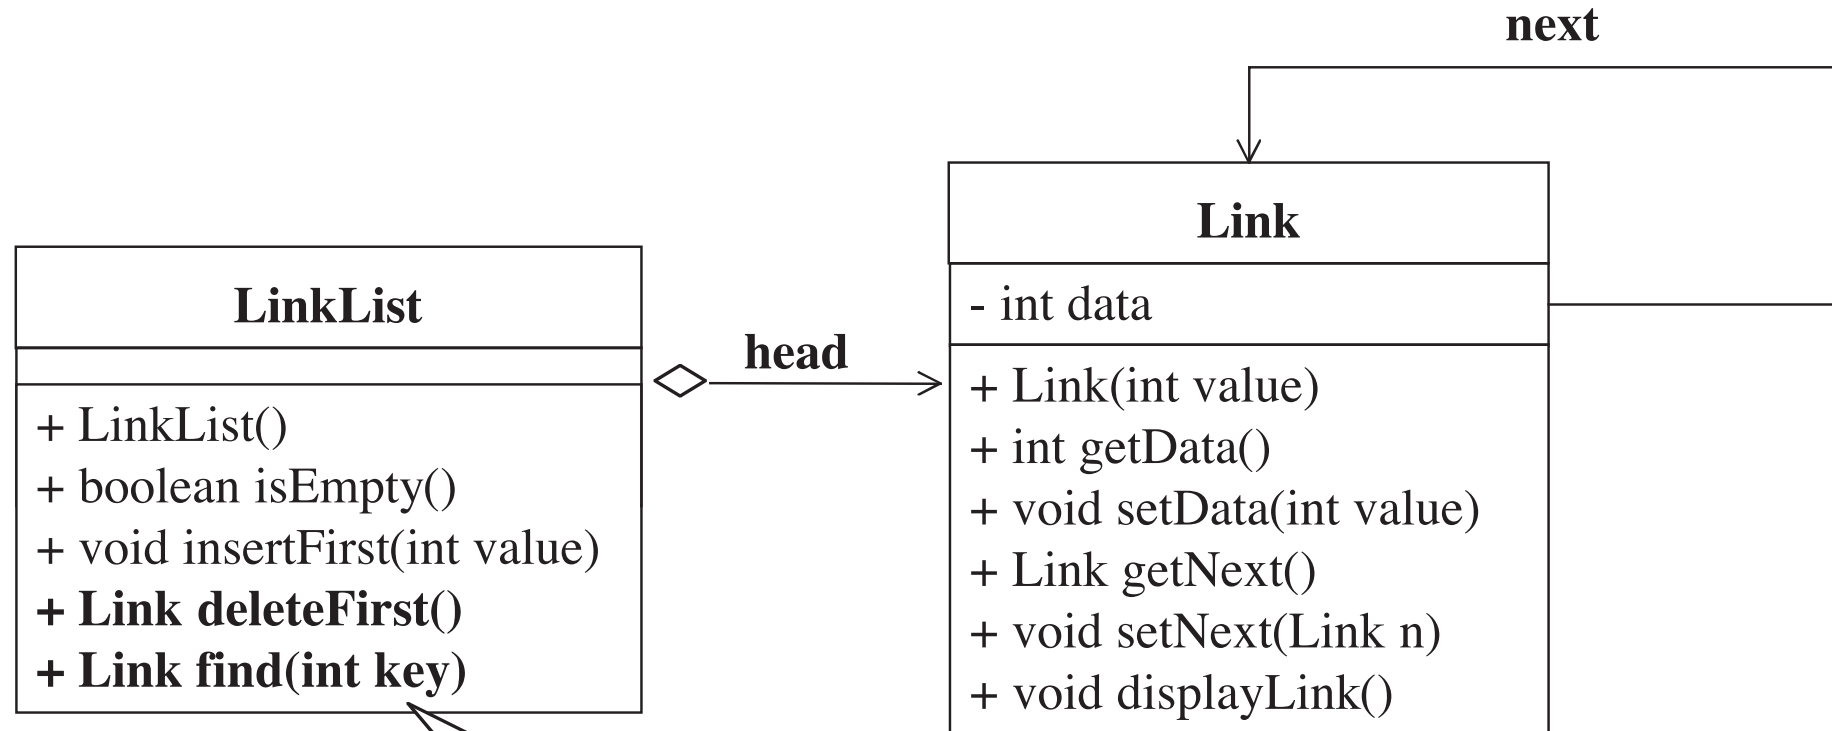 next
LinkList
+ LinkList()
+ boolean isEmpty()
+ void insertFirst(int value)
+ Link deleteFirst()
+ Link find(int key)
head
Link
- int data
+ Link(int value)
+ int getData()
+ void setData(int value)
+ Link getNext()
+ void setNext(Link n)
+ void displayLink()